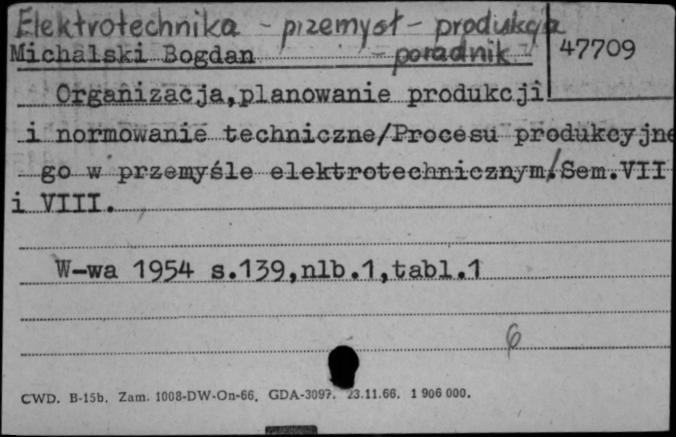 Elektrotechnika - przemysł - produkcja
Michalski Bogdan - poradnik - 47709
Organizacja,planowanie produkcji
i normowanie techniczne/Procesu produkcyjne
go w przemyśle elektrotechnicznym/.Sem.VII
i VIII.
W-wa 1954 s.139,nlb.1,tabl.1
6
CWD. B-15b. Zam. 1008-DW-On-66. GDA-3097. 23.11.66. 1 906 000.